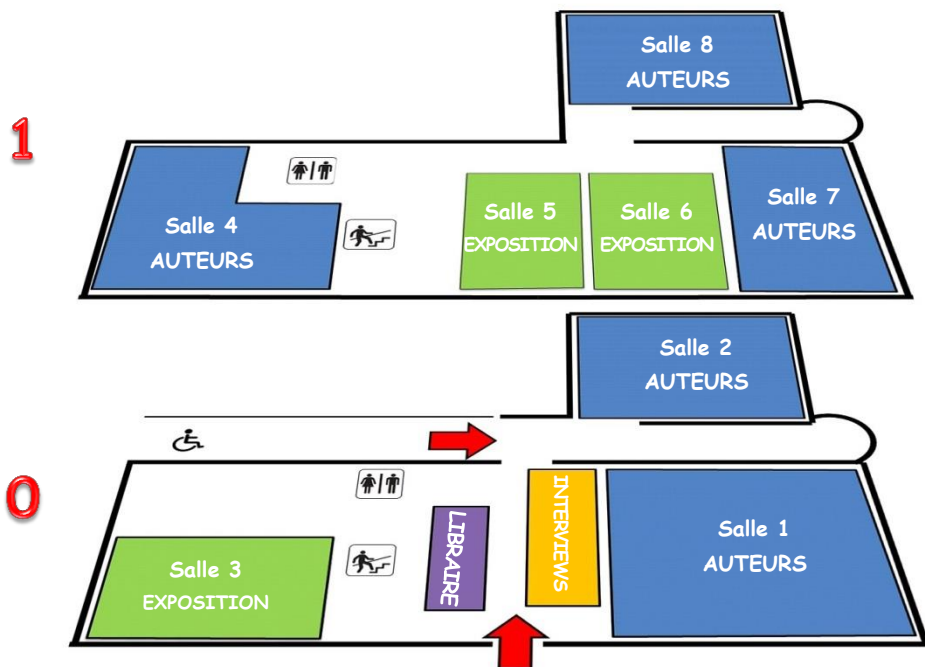 1
Salle 8
AUTEURS
Salle 4
AUTEURS
Salle 5
EXPOSITION
Salle 6
EXPOSITION
Salle 7
AUTEURS
0
Salle 2
AUTEURS
Salle 3
EXPOSITION
LIBRAIRE
INTERVIEWS
Salle 1
AUTEURS